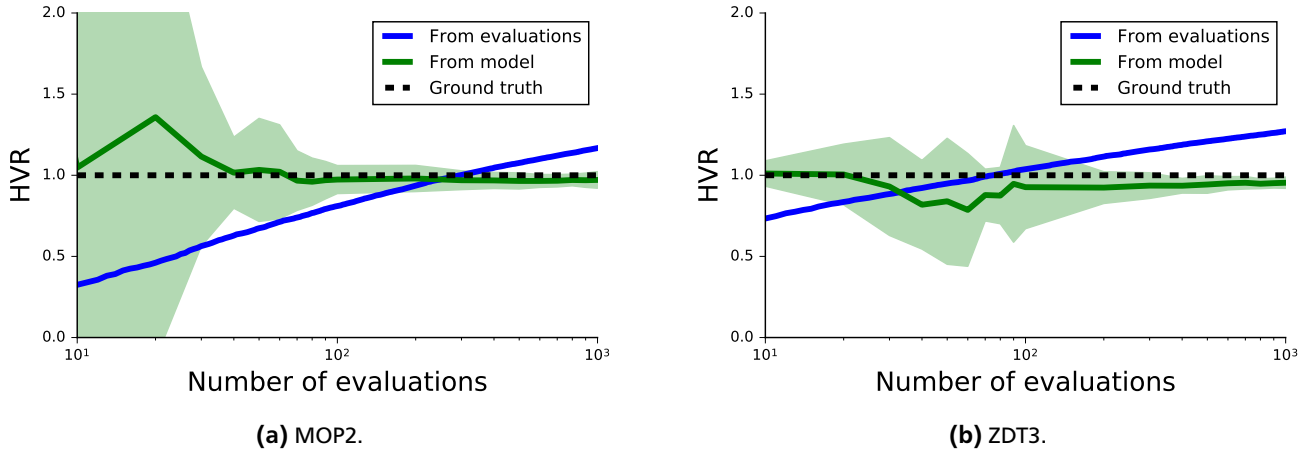 2.0
1.5
1.0
0.5
0.0
HVR
From evaluations
From model
Ground truth
10¹ 10² 10³
Number of evaluations
(a) MOP2.
2.0
1.5
1.0
0.5
0.0
HVR
From evaluations
From model
Ground truth
10¹ 10² 10³
Number of evaluations
(b) ZDT3.